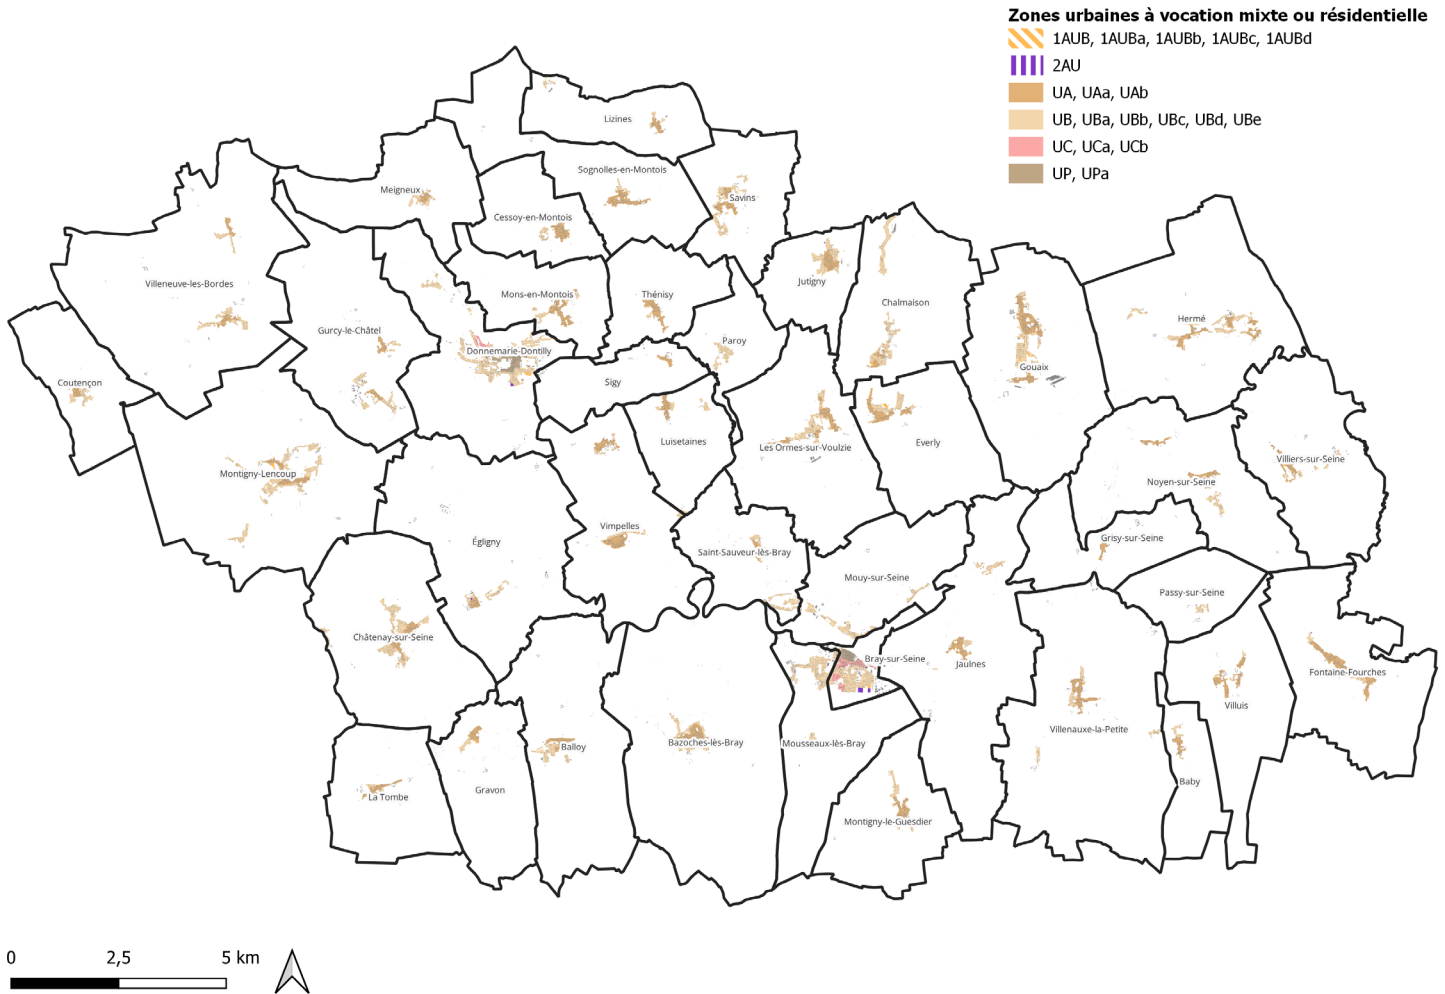 Zones urbaines à vocation mixte ou résidentielle
1AUB, 1AUBa, 1AUBb, 1AUBc, 1AUBd
2AU
UA, UAa, UAb
UB, UBa, UBb, UBc, UBd, UBe
UC, UCa, UCb
UP, UPa
Lizines
Sognolles-en-Montois
Meigneux
Savins
Cessoy-en-Montois
Villeneuve-les-Bordes
Mons-en-Montois
Thénisy
Jutigny
Chalmaison
Hermé
Gurcy-le-Châtel
Donnemarie-Dontilly
Paroy
Gouaix
Coutençon
Sigy
Luisetaines
Les Ormes-sur-Voulzie
Everly
Villiers-sur-Seine
Montigny-Lencoup
Noyen-sur-Seine
Vimpelles
Égligny
Grisy-sur-Seine
Saint-Sauveur-lès-Bray
Mouy-sur-Seine
Passy-sur-Seine
Châtenay-sur-Seine
Bray-sur-Seine
Jaulnes
Fontaine-Fourches
Villuis
Villenauxe-la-Petite
Balloy
Bazoches-lès-Bray
Mousseaux-lès-Bray
Baby
Gravon
La Tombe
Montigny-le-Guesdier
0 2,5 5 km